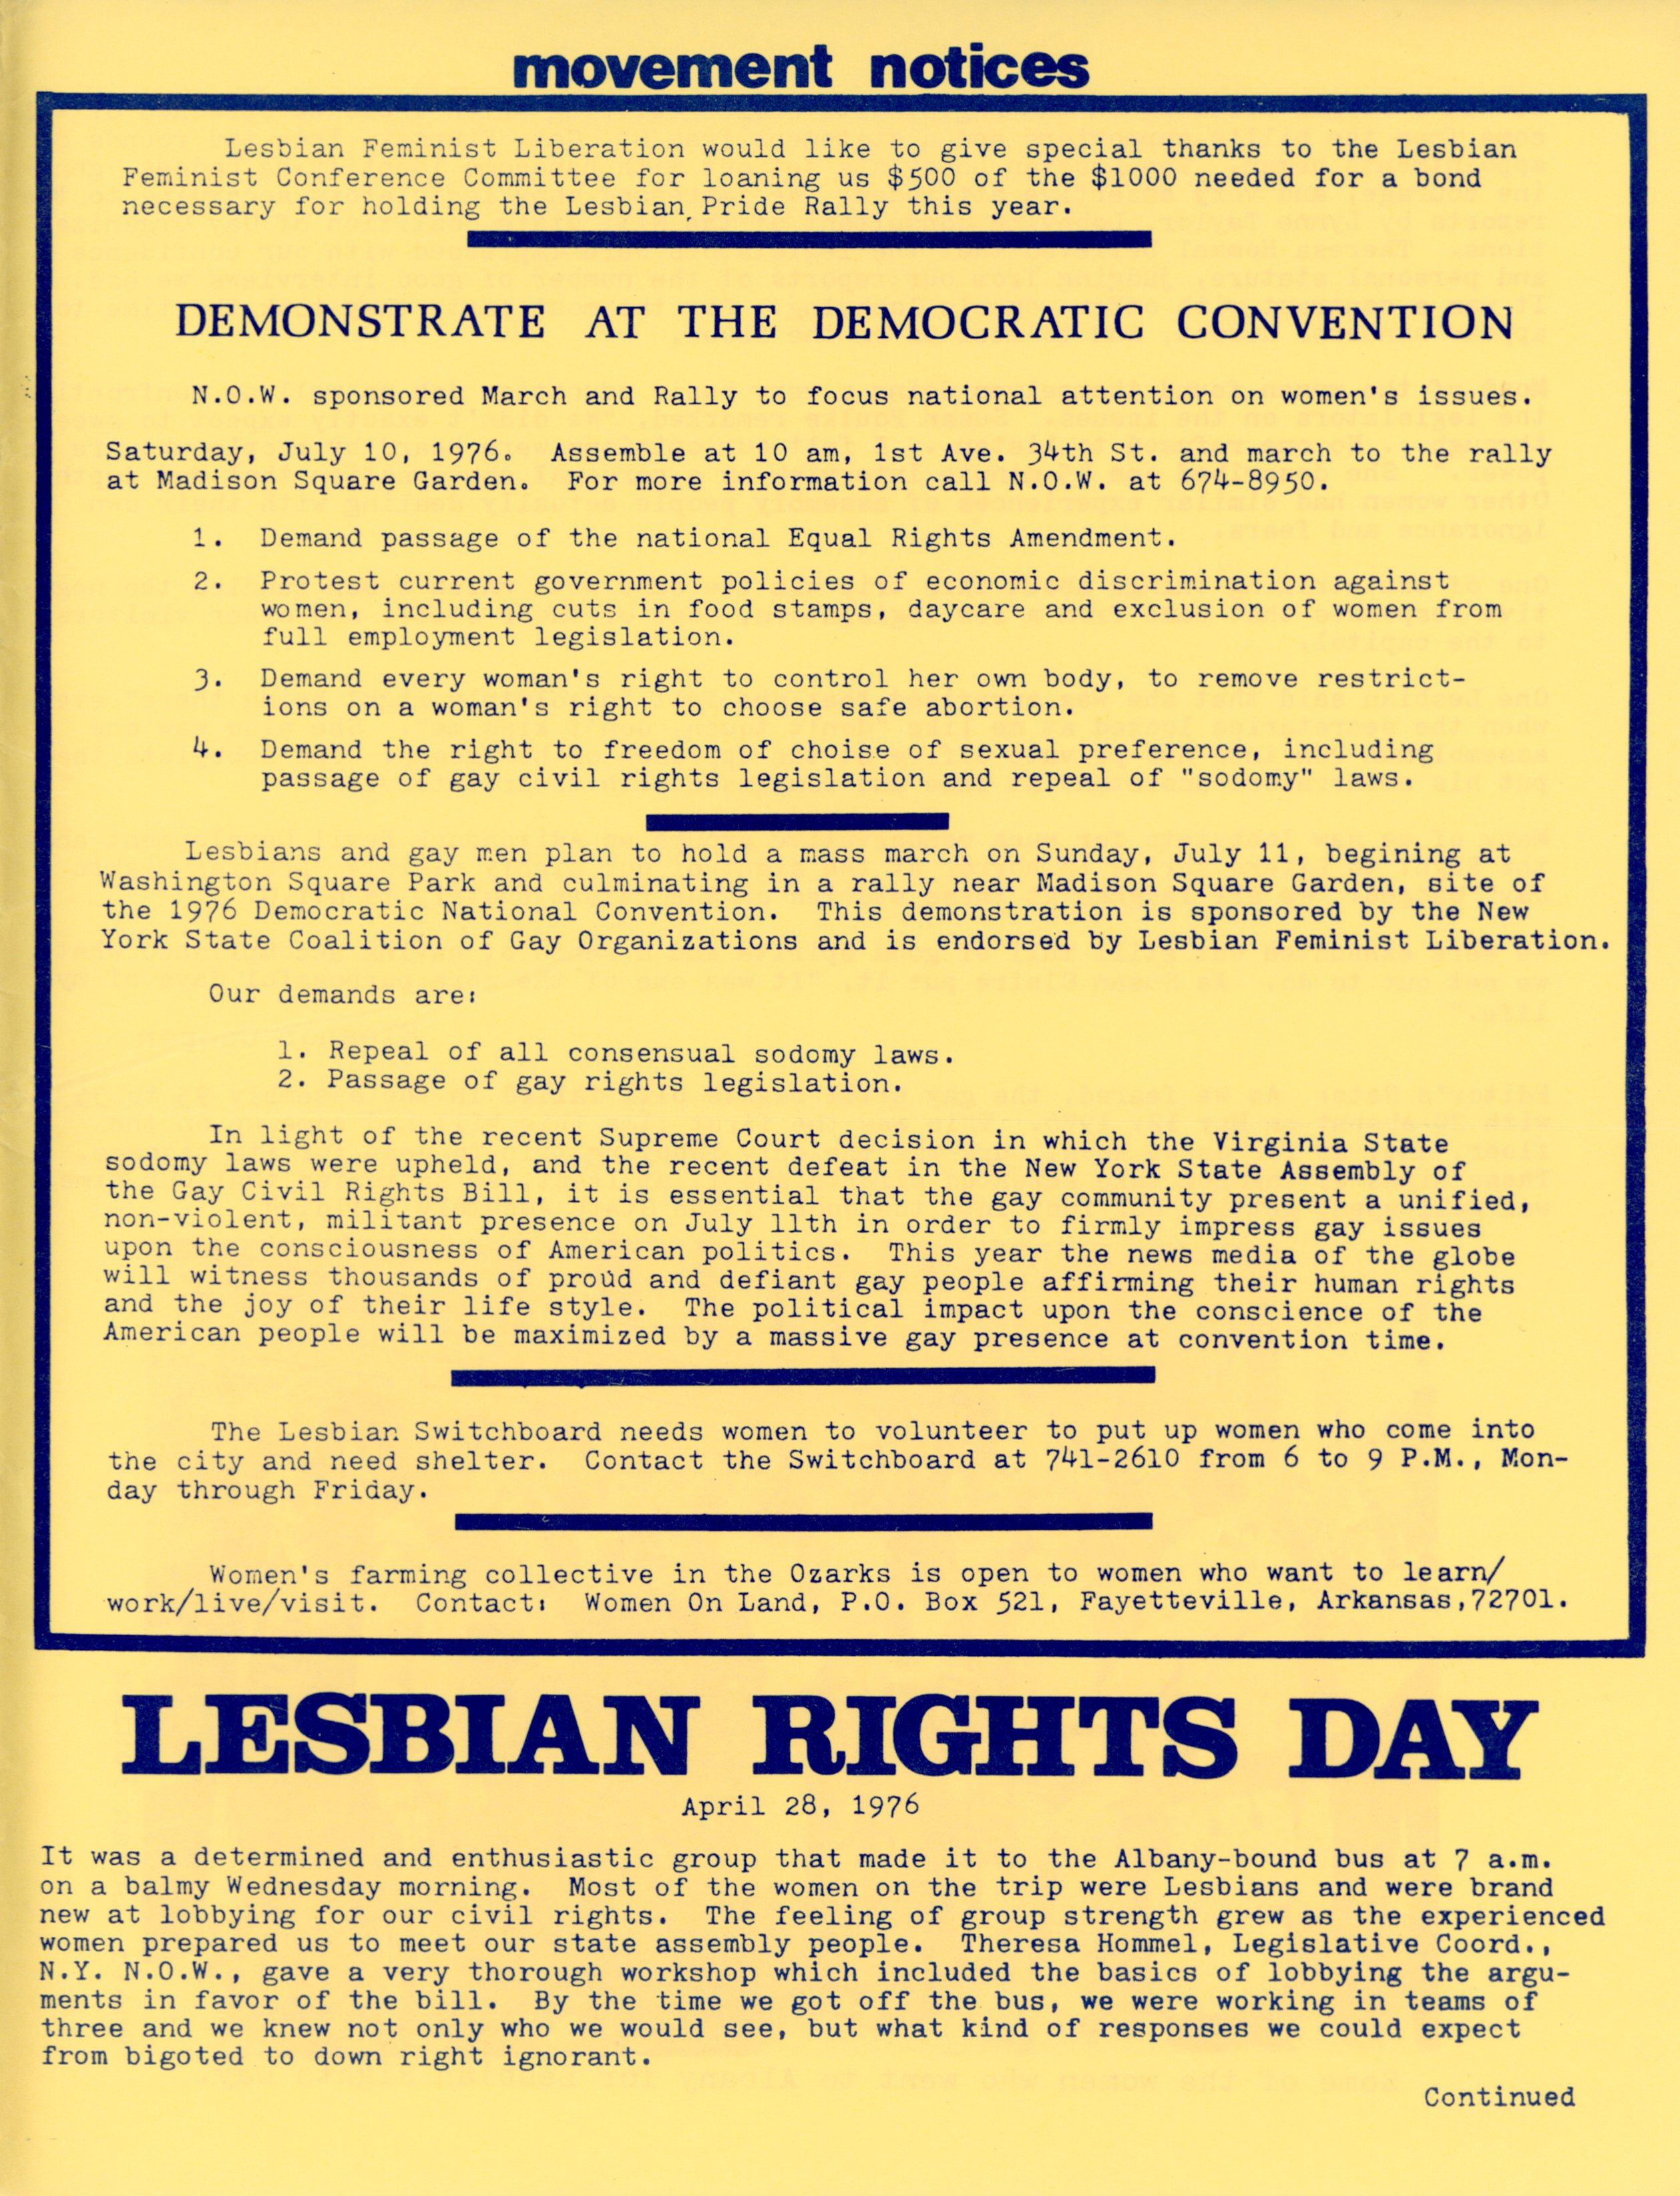 movement notices
Lesbian Feminist Liberation would like to give special thanks to the Lesbian
Feminist Conference Committee for loaning us $500 of the $1000 needed for a bond
necessary for holding the Lesbian Pride Rally this year.
DEMONSTRATE AT THE DEMOCRATIC CONVENTION
N.O.W. sponsored March and Rally to focus national attention on women's issues.
Saturday, July 10, 1976. Assemble at 10 am, 1st Ave. 34th St. and march to the rally
at Madison Square Garden. For more information call N.O.W. at 674-8950.
1. Demand passage of the national Equal Rights Amendment.
2. Protest current government policies of economic discrimination against
women, including cuts in food stamps, daycare and exclusion of women from
full employment legislation.
3. Demand every woman's right to control her own body, to remove restrict-
ions on a woman's right to choose safe abortion.
4. Demand the right to freedom of choise of sexual preference, including
passage of gay civil rights legislation and repeal of "sodomy" laws.
Lesbians and gay men plan to hold a mass march on Sunday, July 11, begining at
Washington Square Park and culminating in a rally near Madison Square Garden, site of
the 1976 Democratic National Convention. This demonstration is sponsored by the New
York State Coalition of Gay Organizations and is endorsed by Lesbian Feminist Liberation.
Our demands are:
1. Repeal of all consensual sodomy laws.
2. Passage of gay rights legislation.
In light of the recent Supreme Court decision in which the Virginia State
sodomy laws were upheld, and the recent defeat in the New York State Assembly of
the Gay Civil Rights Bill, it is essential that the gay community present a unified,
non-violent, militant presence on July 11th in order to firmly impress gay issues
upon the consciousness of American politics. This year the news media of the globe
will witness thousands of proud and defiant gay people affirming their human rights
and the joy of their life style. The political impact upon the conscience of the
American people will be maximized by a massive gay presence at convention time.
The Lesbian Switchboard needs women to volunteer to put up women who come into
the city and need shelter. Contact the Switchboard at 741-2610 from 6 to 9 P.M., Mon-
day through Friday.
Women's farming collective in the Ozarks is open to women who want to learn/
work/live/visit. Contact: Women On Land, P.O. Box 521, Fayetteville, Arkansas,72701.
LESBIAN RIGHTS DAY
April 28, 1976
It was a determined and enthusiastic group that made it to the Albany-bound bus at 7 a.m.
on a balmy Wednesday morning. Most of the women on the trip were Lesbians and were brand
new at lobbying for our civil rights. The feeling of group strength grew as the experienced
women prepared us to meet our state assembly people. Theresa Hommel, Legislative Coord.,
N.Y. N.O.W., gave a very thorough workshop which included the basics of lobbying the argu-
ments in favor of the bill. By the time we got off the bus, we were working in teams of
three and we knew not only who we would see, but what kind of responses we could expect
from bigoted to down right ignorant.
Continued